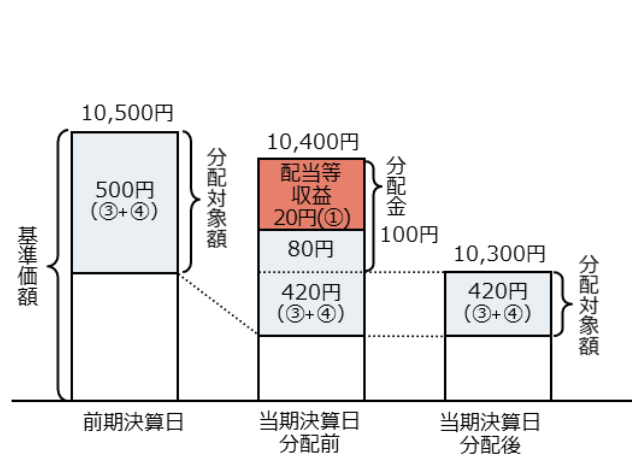 10,500円
500円
(③+④)
分配対象額
基準価額
前期決算日
10,400円
配当等
収益
20円(①)
80円
420円
(③+④)
分配金
100円
当期決算日
分配前
10,300円
420円
(③+④)
分配対象額
当期決算日
分配後